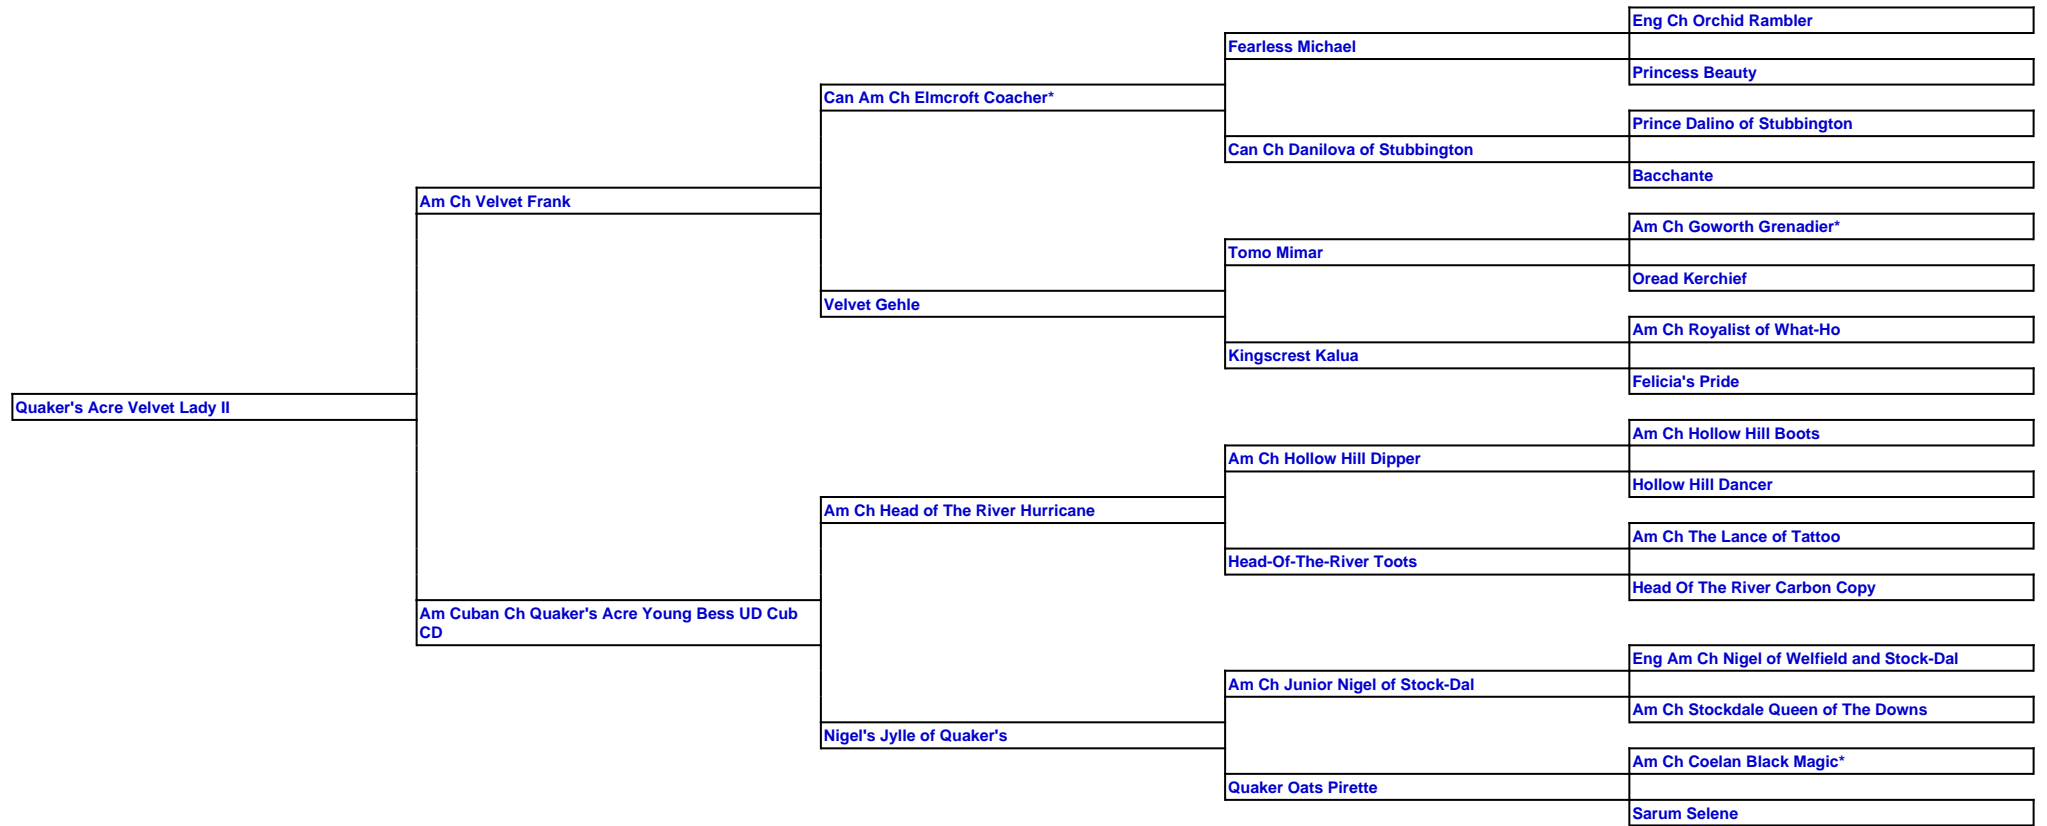 Eng Ch Orchid Rambler
Fearless Michael
Princess Beauty
Can Am Ch Elmcroft Coacher*
Prince Dalino of Stubbington
Can Ch Danilova of Stubbington
Bacchante
Am Ch Velvet Frank
Am Ch Goworth Grenadier*
Tomo Mimar
Oread Kerchief
Velvet Gehle
Am Ch Royalist of What-Ho
Kingscrest Kalua
Felicia's Pride
Quaker's Acre Velvet Lady II
Am Ch Hollow Hill Boots
Am Ch Hollow Hill Dipper
Hollow Hill Dancer
Am Ch Head of The River Hurricane
Am Ch The Lance of Tattoo
Head-Of-The-River Toots
Head Of The River Carbon Copy
Am Cuban Ch Quaker's Acre Young Bess UD Cub
CD
Eng Am Ch Nigel of Welfield and Stock-Dal
Am Ch Junior Nigel of Stock-Dal
Am Ch Stockdale Queen of The Downs
Nigel's Jylle of Quaker's
Am Ch Coelan Black Magic*
Quaker Oats Pirette
Sarum Selene